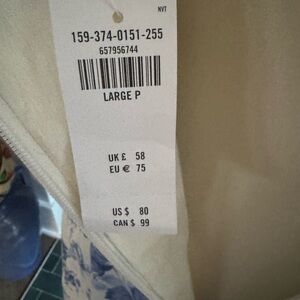 NVT
159-374-0151-255
657956744
LARGE P
UK £ 58
EU € 75
US $ 80
CAN $ 99